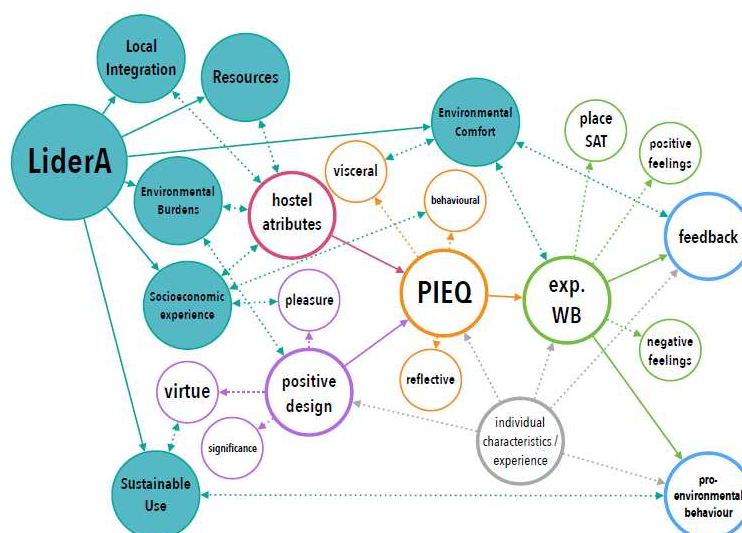 Local
Integration
Resources
LiderA
Environmental
Comfort
place
SAT
positive
feelings
visceral
Environmental
Burdens
behavioural
hostel
atributes
feedback
Socioeconomic
experience
pleasure
PIEQ
exp.
WB
negative
feelings
virtue
positive
design
reflective
individual
characteristics /
experience
significance
Sustainable
Use
pro-
environmental
behaviour